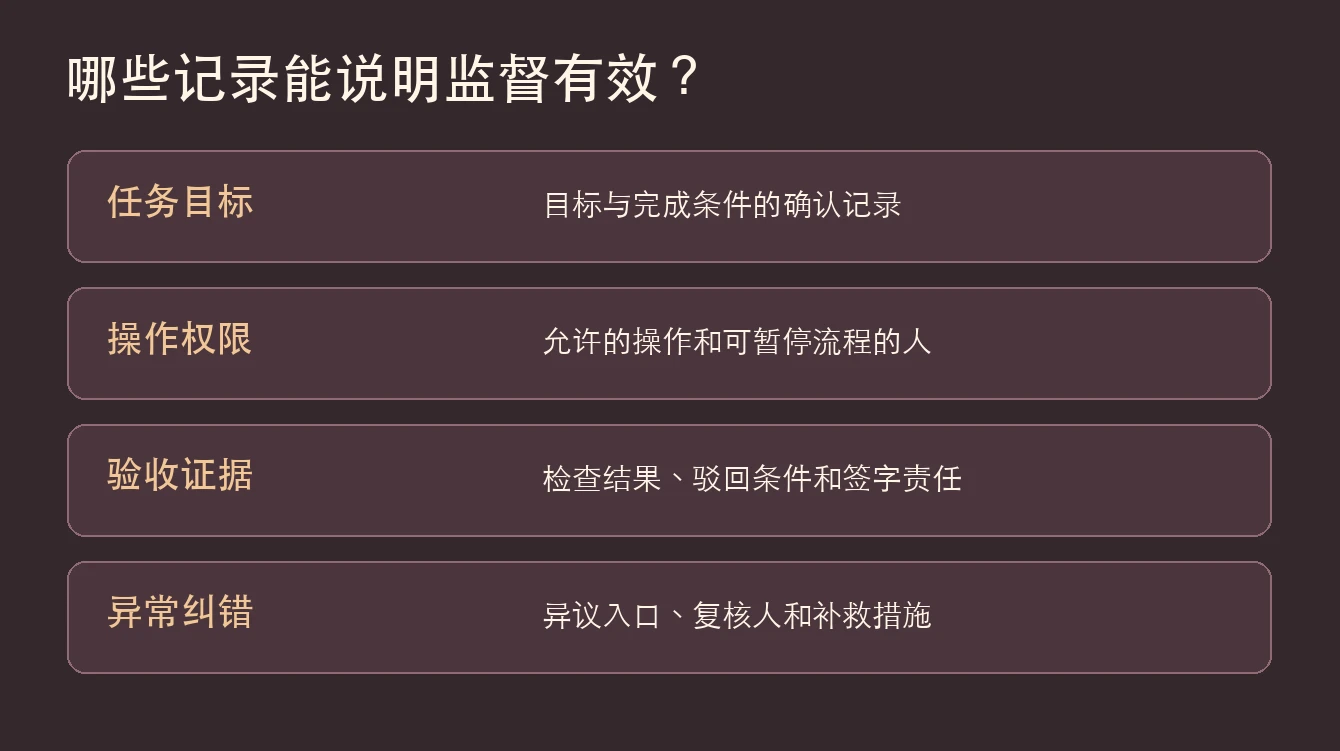 哪些记录能说明监督有效？
任务目标
目标与完成条件的确认记录
操作权限
允许的操作和可暂停流程的人
验收证据
检查结果、驳回条件和签字责任
异常纠错
异议入口、复核人和补救措施